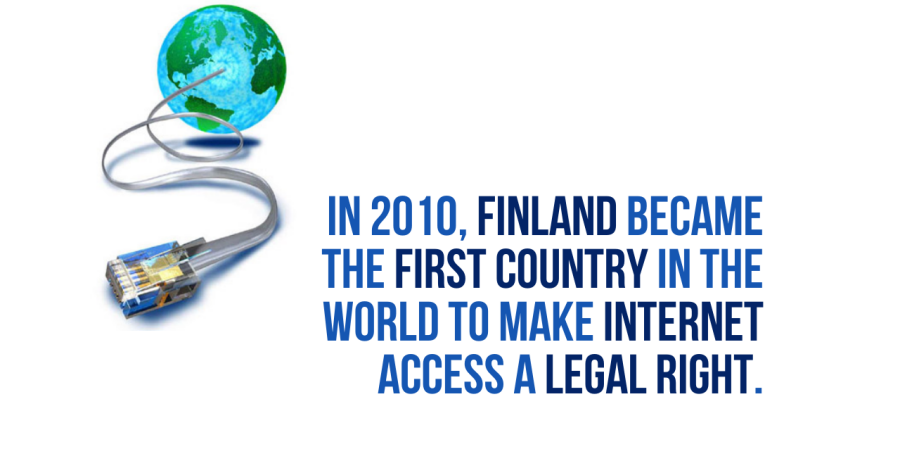 IN 2010, FINLAND BECAME
THE FIRST COUNTRY IN THE
WORLD TO MAKE INTERNET
ACCESS A LEGAL RIGHT.